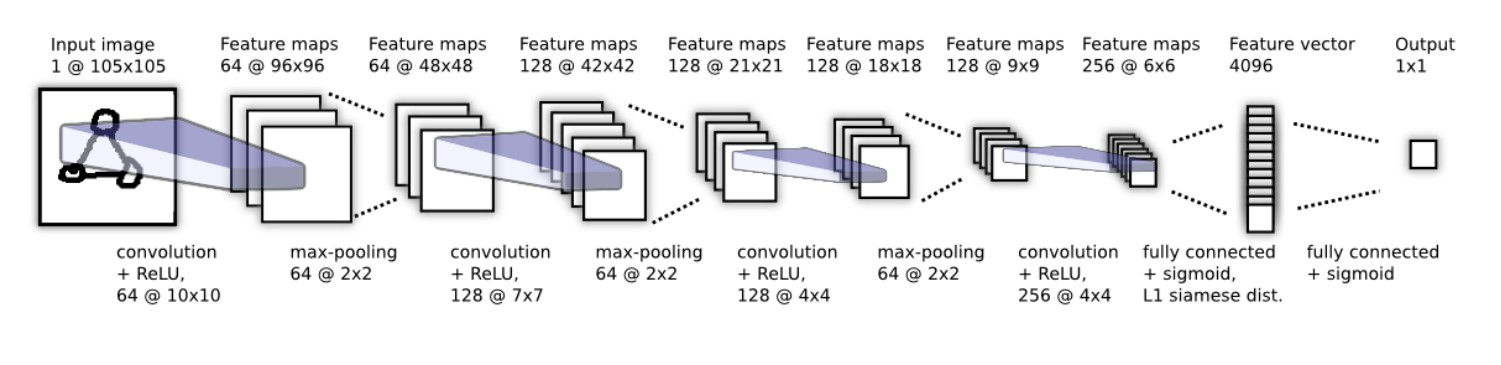 Input image
1 @ 105x105
Feature maps
64 @ 96x96
Feature maps
64 @ 48x48
Feature maps
128 @ 42x42
Feature maps
128 @ 21x21
Feature maps
128 @ 18x18
Feature maps
128 @ 9x9
Feature maps
256 @ 6x6
Feature vector
4096
Output
1x1
convolution
+ ReLU,
64 @ 10x10
max-pooling
64 @ 2x2
convolution
+ ReLU,
128 @ 7x7
max-pooling
64 @ 2x2
convolution
+ ReLU,
128 @ 4x4
max-pooling
64 @ 2x2
convolution
+ ReLU,
256 @ 4x4
fully connected
+ sigmoid,
L1 siamese dist.
fully connected
+ sigmoid